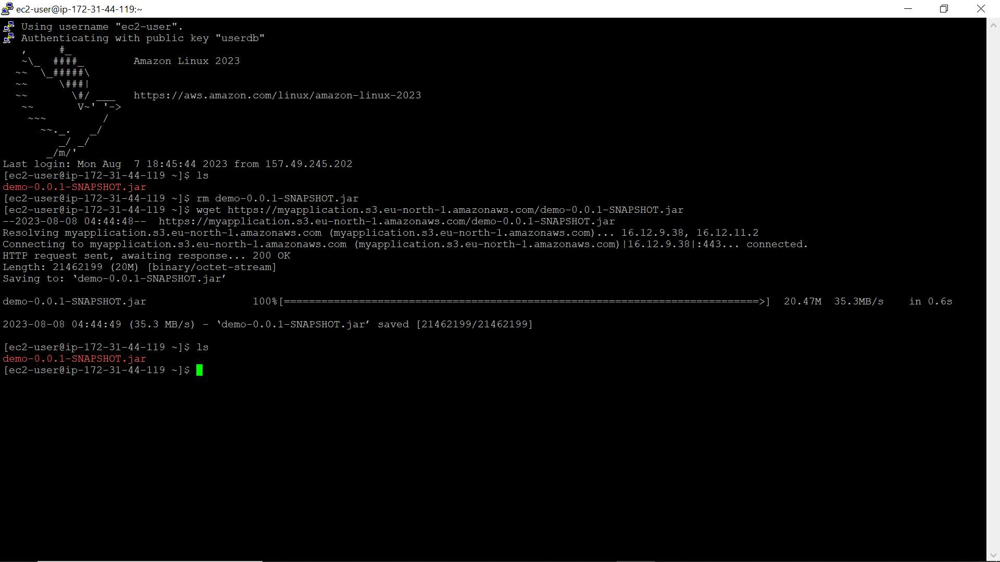 ec2-user@ip-172-31-44-119:~
Using username "ec2-user".
Authenticating with public key "userdb"
   ,     #_
   ~\_  ####_        Amazon Linux 2023
  ~~  \_#####\
  ~~     \###|
  ~~       \#/ ___   https://aws.amazon.com/linux/amazon-linux-2023
   ~~       V~' '->
    ~~~         /
      ~~._.   _/
         _/ _/
       _/m/'
Last login: Mon Aug  7 18:45:44 2023 from 157.49.245.202
[ec2-user@ip-172-31-44-119 ~]$ ls
demo-0.0.1-SNAPSHOT.jar
[ec2-user@ip-172-31-44-119 ~]$ rm demo-0.0.1-SNAPSHOT.jar
[ec2-user@ip-172-31-44-119 ~]$ wget https://myapplication.s3.eu-north-1.amazonaws.com/demo-0.0.1-SNAPSHOT.jar
--2023-08-08 04:44:48--  https://myapplication.s3.eu-north-1.amazonaws.com/demo-0.0.1-SNAPSHOT.jar
Resolving myapplication.s3.eu-north-1.amazonaws.com (myapplication.s3.eu-north-1.amazonaws.com)... 16.12.9.38, 16.12.11.2
Connecting to myapplication.s3.eu-north-1.amazonaws.com (myapplication.s3.eu-north-1.amazonaws.com)|16.12.9.38|:443... connected.
HTTP request sent, awaiting response... 200 OK
Length: 21462199 (20M) [binary/octet-stream]
Saving to: ‘demo-0.0.1-SNAPSHOT.jar’
demo-0.0.1-SNAPSHOT.jar                 100%[============================================================================>]  20.47M  35.3MB/s    in 0.6s
2023-08-08 04:44:49 (35.3 MB/s) - ‘demo-0.0.1-SNAPSHOT.jar’ saved [21462199/21462199]
[ec2-user@ip-172-31-44-119 ~]$ ls
demo-0.0.1-SNAPSHOT.jar
[ec2-user@ip-172-31-44-119 ~]$